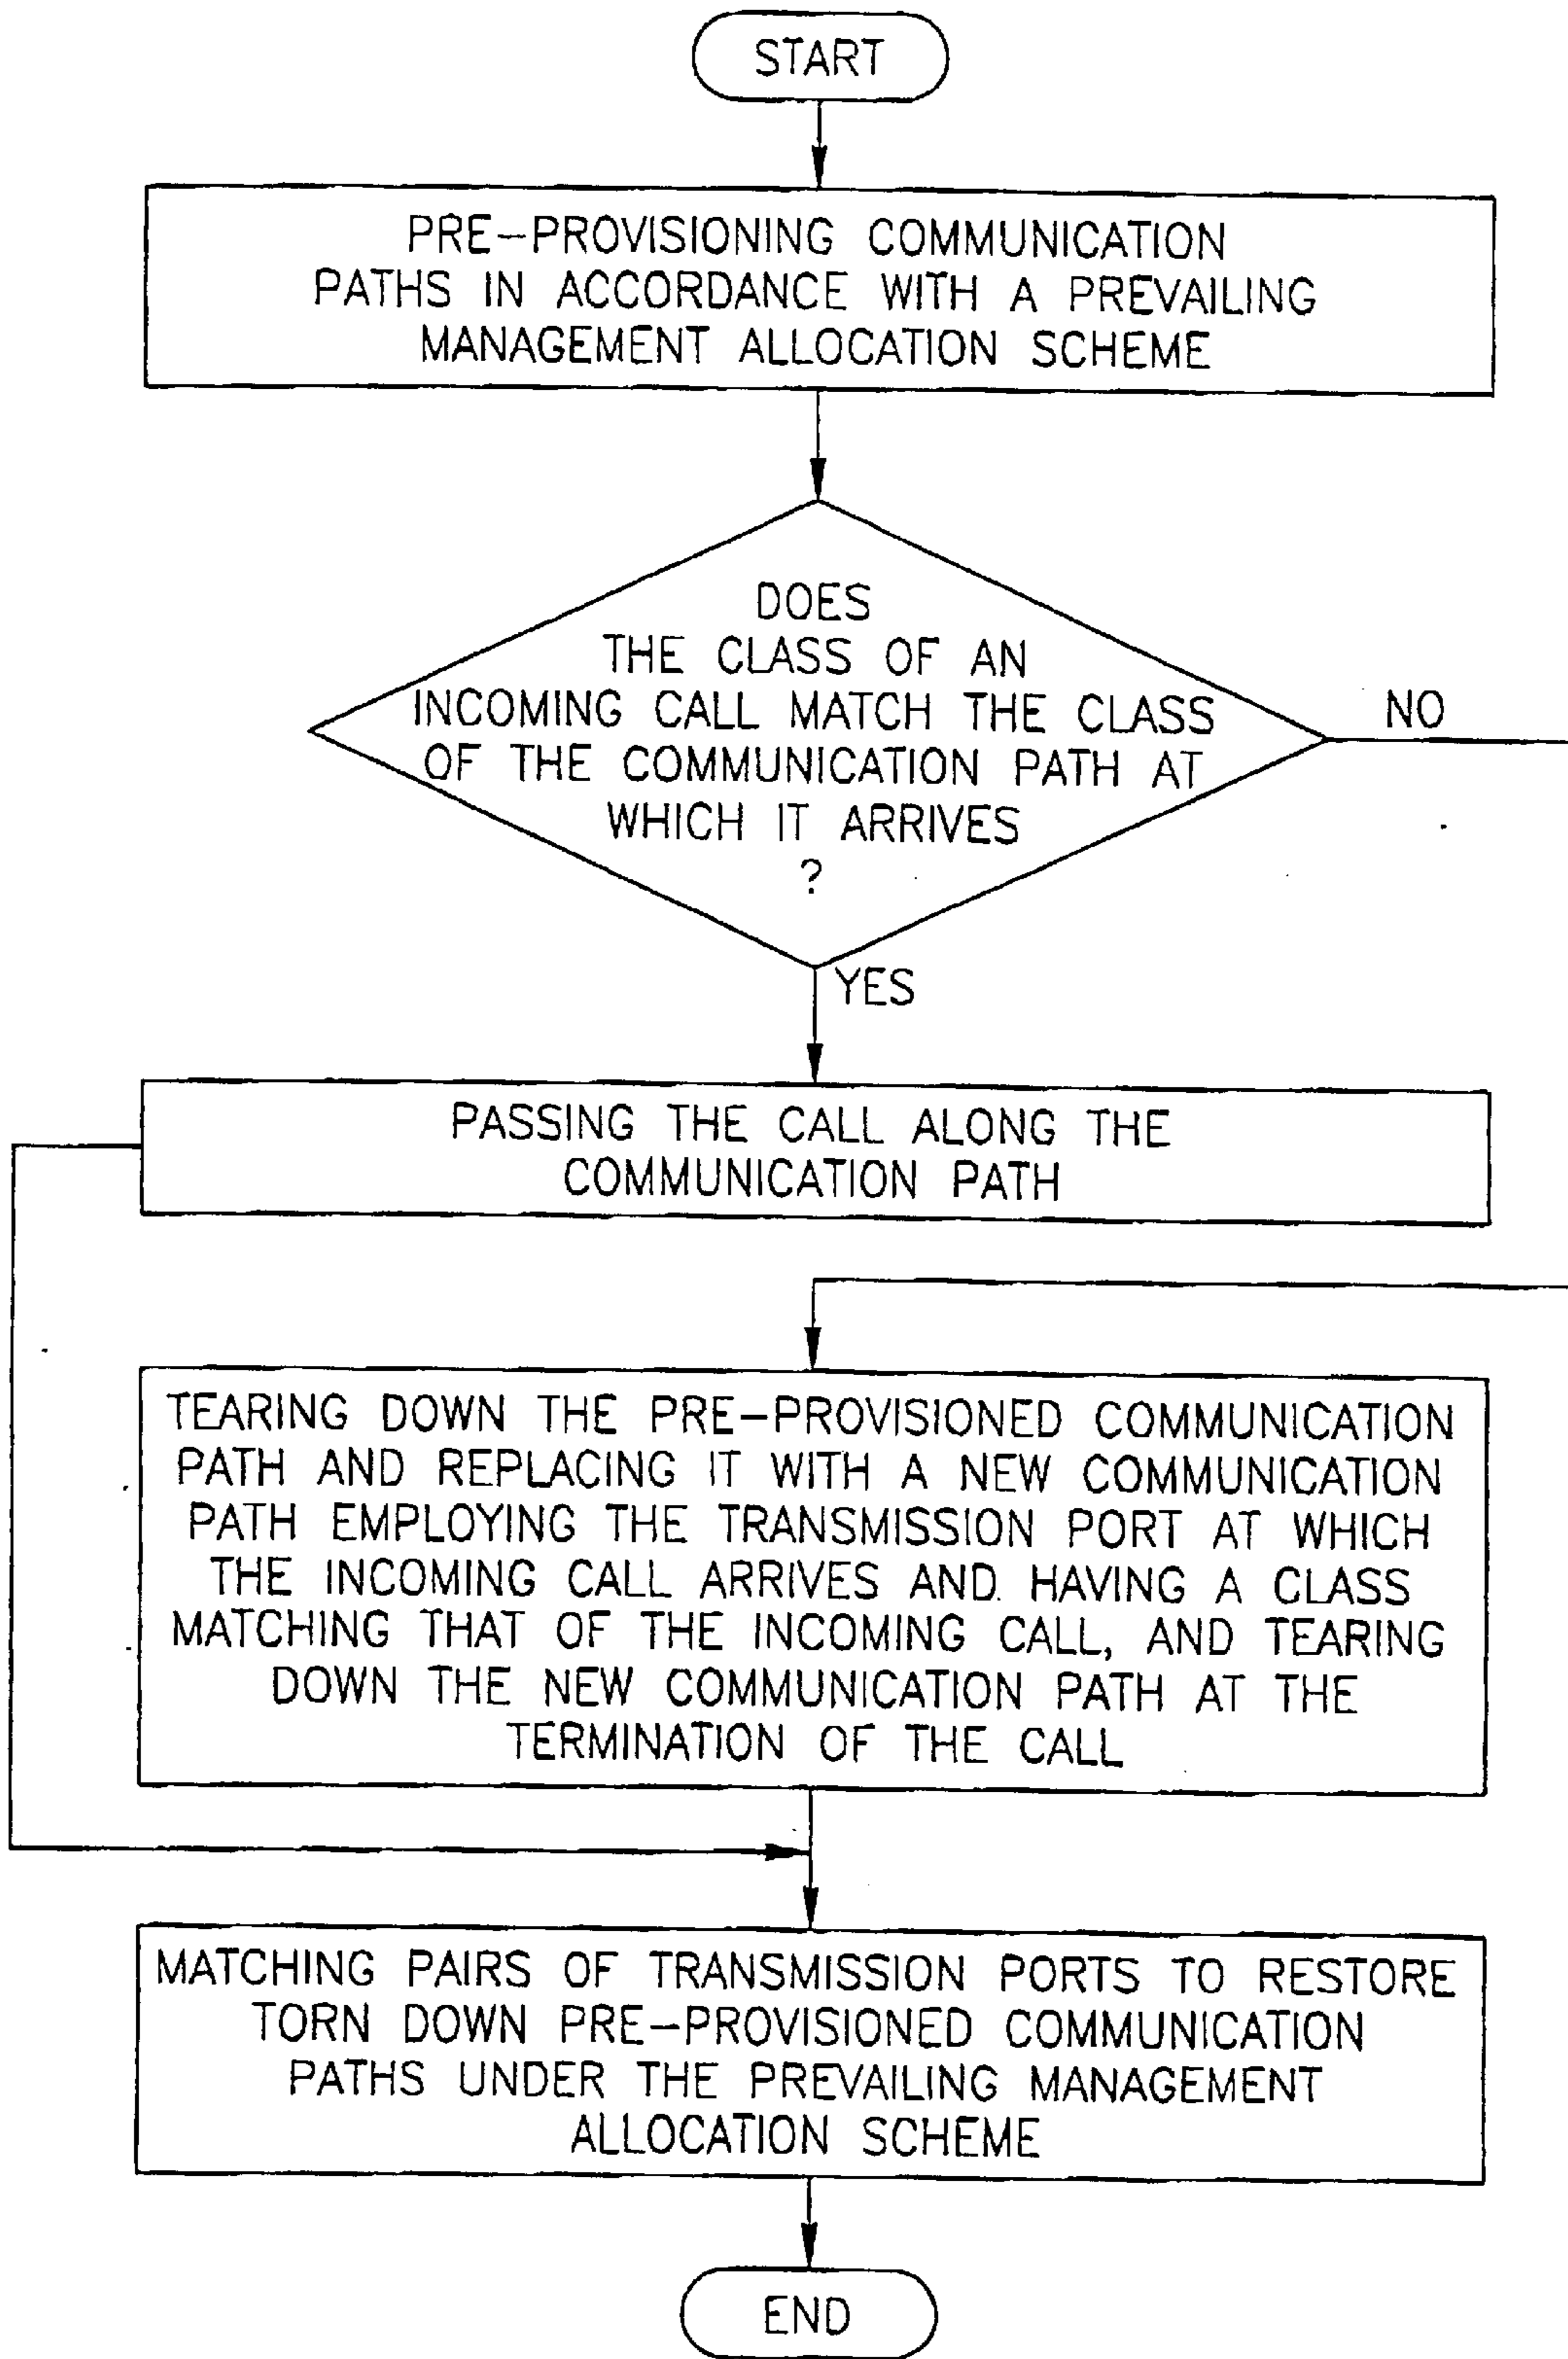 START
PRE-PROVISIONING COMMUNICATION
PATHS IN ACCORDANCE WITH A PREVAILING
MANAGEMENT ALLOCATION SCHEME
DOES
THE CLASS OF AN
INCOMING CALL MATCH THE CLASS
OF THE COMMUNICATION PATH AT
WHICH IT ARRIVES
?
NO
YES
PASSING THE CALL ALONG THE
COMMUNICATION PATH
TEARING DOWN THE PRE-PROVISIONED COMMUNICATION
PATH AND REPLACING IT WITH A NEW COMMUNICATION
PATH EMPLOYING THE TRANSMISSION PORT AT WHICH
THE INCOMING CALL ARRIVES AND HAVING A CLASS
MATCHING THAT OF THE INCOMING CALL, AND TEARING
DOWN THE NEW COMMUNICATION PATH AT THE
TERMINATION OF THE CALL
MATCHING PAIRS OF TRANSMISSION PORTS TO RESTORE
TORN DOWN PRE-PROVISIONED COMMUNICATION
PATHS UNDER THE PREVAILING MANAGEMENT
ALLOCATION SCHEME
END